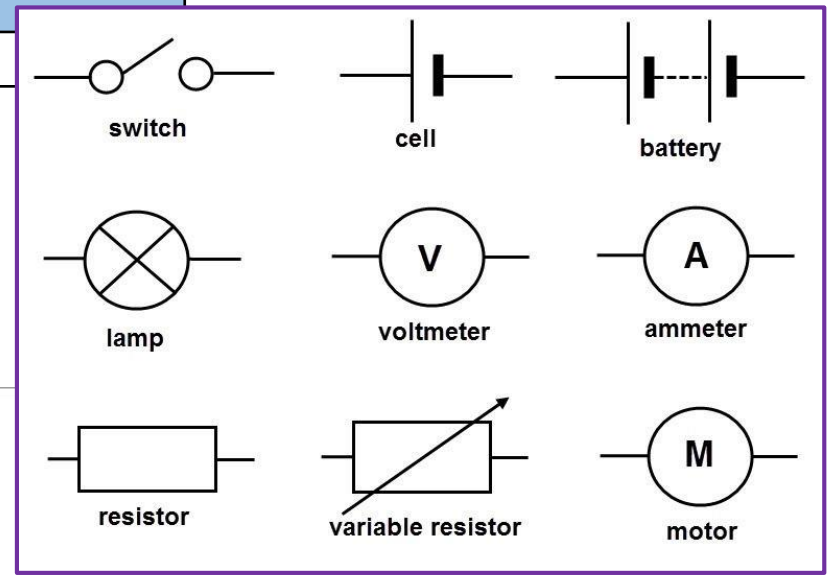 switch
cell
battery
V
A
lamp
voltmeter
ammeter
M
resistor
variable resistor
motor